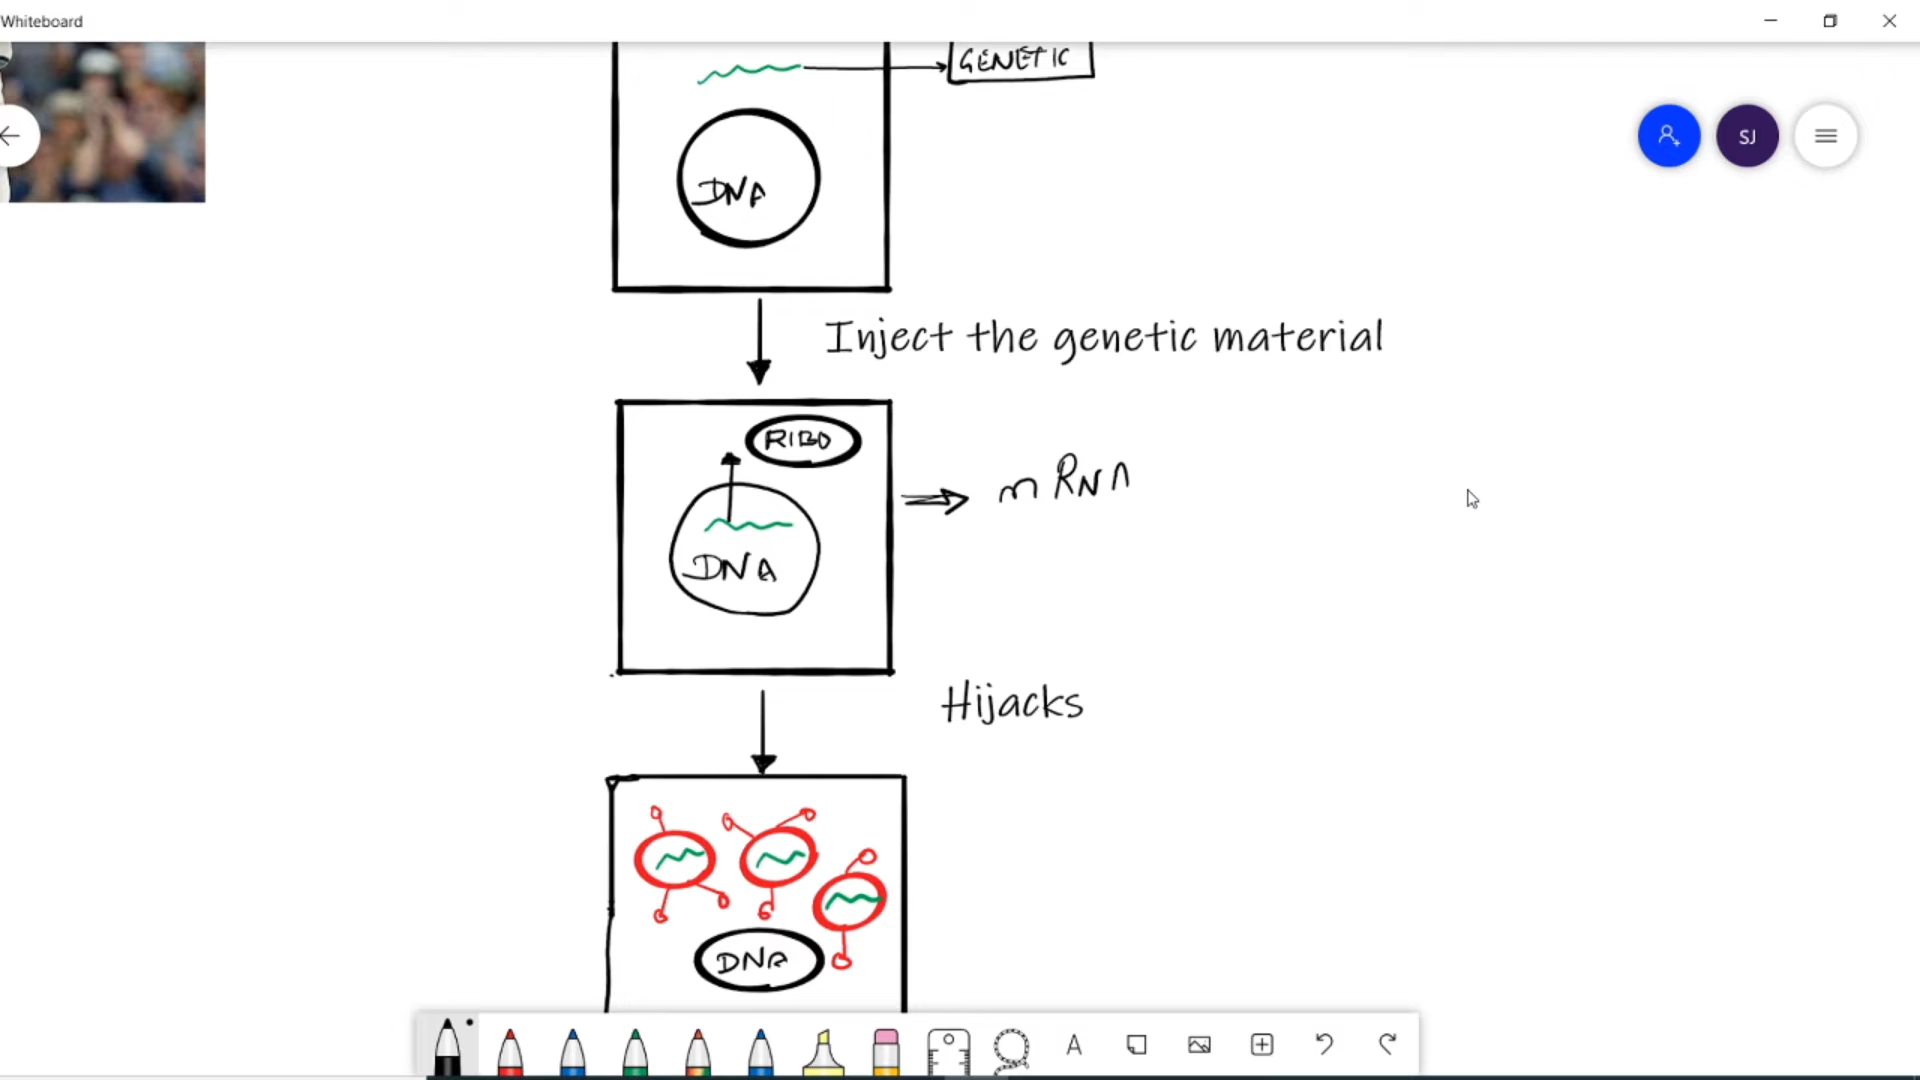 Whiteboard
GENETIC
SJ
DNA
Inject the genetic material
RIBO
mRNA
DNA
Hijacks
DNA
A